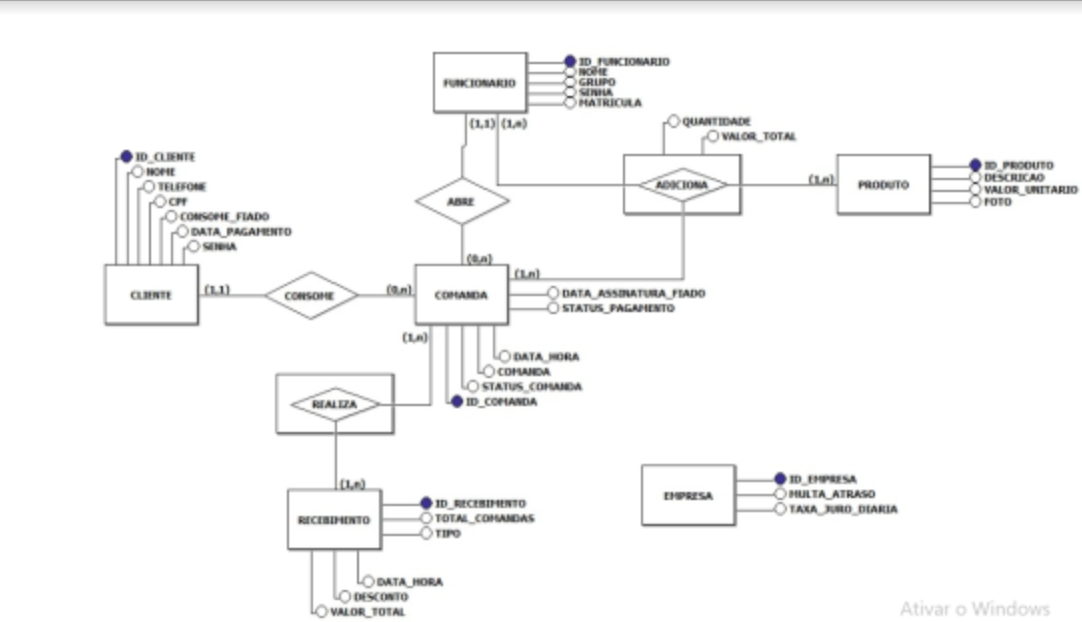 FUNCIONARIO
ID_FUNCIONARIO
NOME
GRUPO
SENHA
MATRICULA
(1,1) (1,n)
QUANTIDADE
VALOR_TOTAL
ID_CLIENTE
NOME
TELEFONE
CPF
CONSOME_FIADO
DATA_PAGAMENTO
SENHA
ABRE
ADICIONA
(1,n)
PRODUTO
ID_PRODUTO
DESCRICAO
VALOR_UNITARIO
FOTO
(0,n)
CLIENTE
(1,1)
CONSOME
(0,n)
COMANDA
(1,n)
DATA_ASSINATURA_FIADO
STATUS_PAGAMENTO
(1,n)
DATA_HORA
COMANDA
STATUS_COMANDA
ID_COMANDA
REALIZA
(1,n)
RECEBIMENTO
ID_RECEBIMENTO
TOTAL_COMANDAS
TIPO
DATA_HORA
DESCONTO
VALOR_TOTAL
EMPRESA
ID_EMPRESA
MULTA_ATRASO
TAXA_JURO_DIARIA
Ativar o Windows